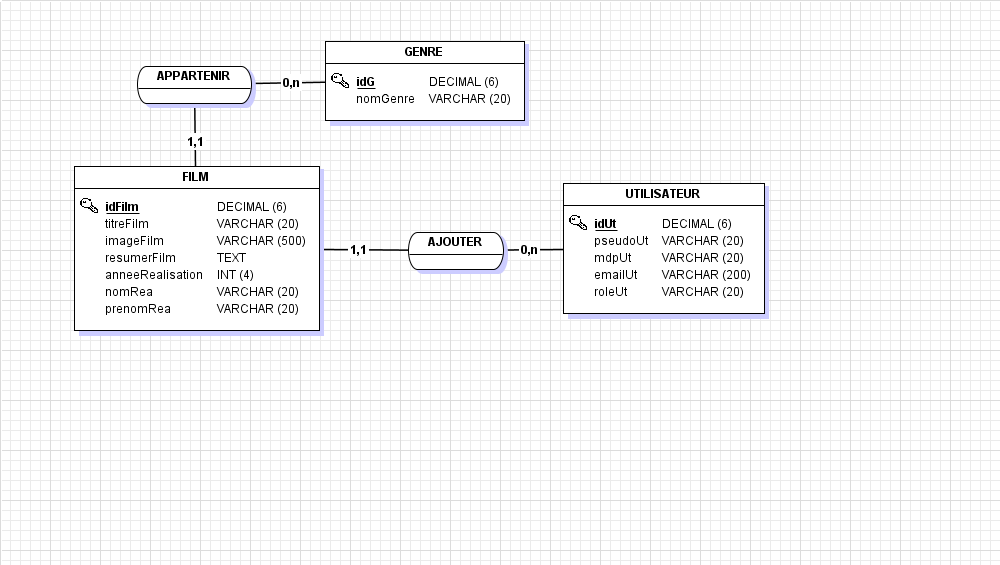 GENRE
idG DECIMAL (6)
nomGenre VARCHAR (20)
APPARTENIR
0,n
1,1
FILM
idFilm DECIMAL (6)
titreFilm VARCHAR (20)
imageFilm VARCHAR (500)
resumerFilm TEXT
anneeRealisation INT (4)
nomRea VARCHAR (20)
prenomRea VARCHAR (20)
1,1
AJOUTER
0,n
UTILISATEUR
idUt DECIMAL (6)
pseudoUt VARCHAR (20)
mdpUt VARCHAR (20)
emailUt VARCHAR (200)
roleUt VARCHAR (20)